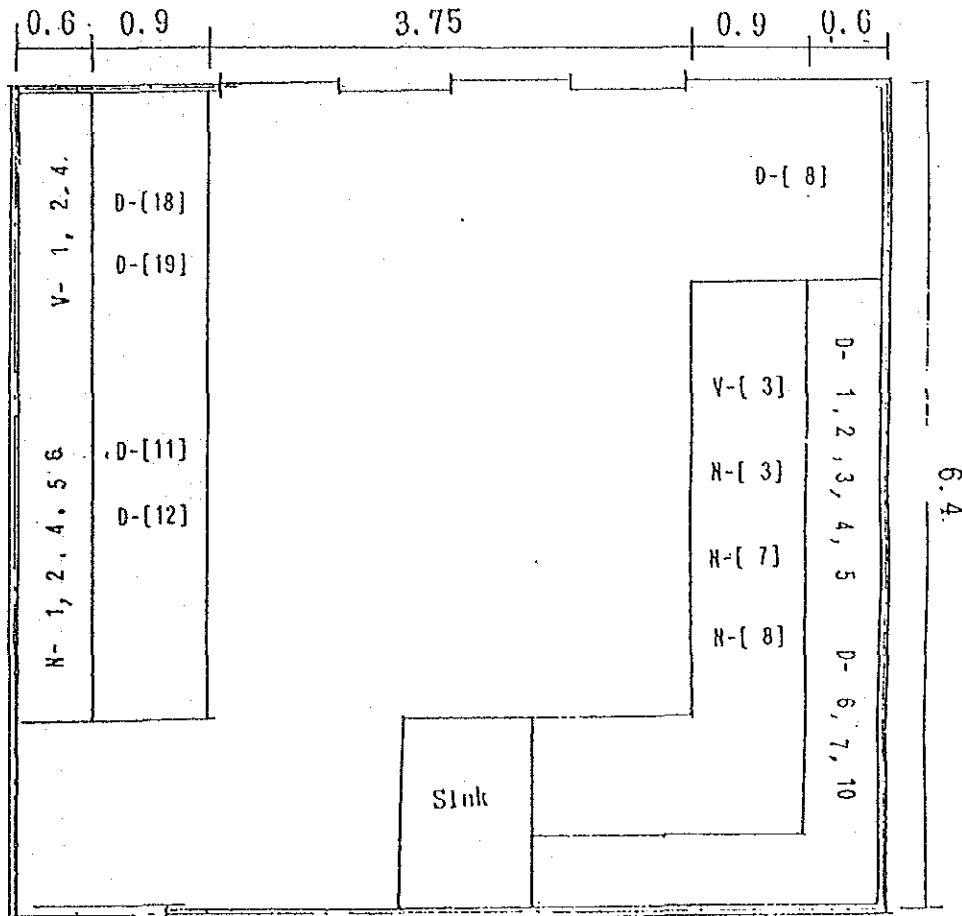 0.6 0.9 3.75 0.9 0.6
D-[ 8]
V- 1, 2. 4.
D-[18]
D-[19]
D-[11]
D-[12]
N- 1, 2. 4. 5 6
V-[ 3]
N-[ 3]
N-[ 7]
N-[ 8]
D- 1, 2, 3, 4, 5 D- 6, 7, 10
6.4
Sink